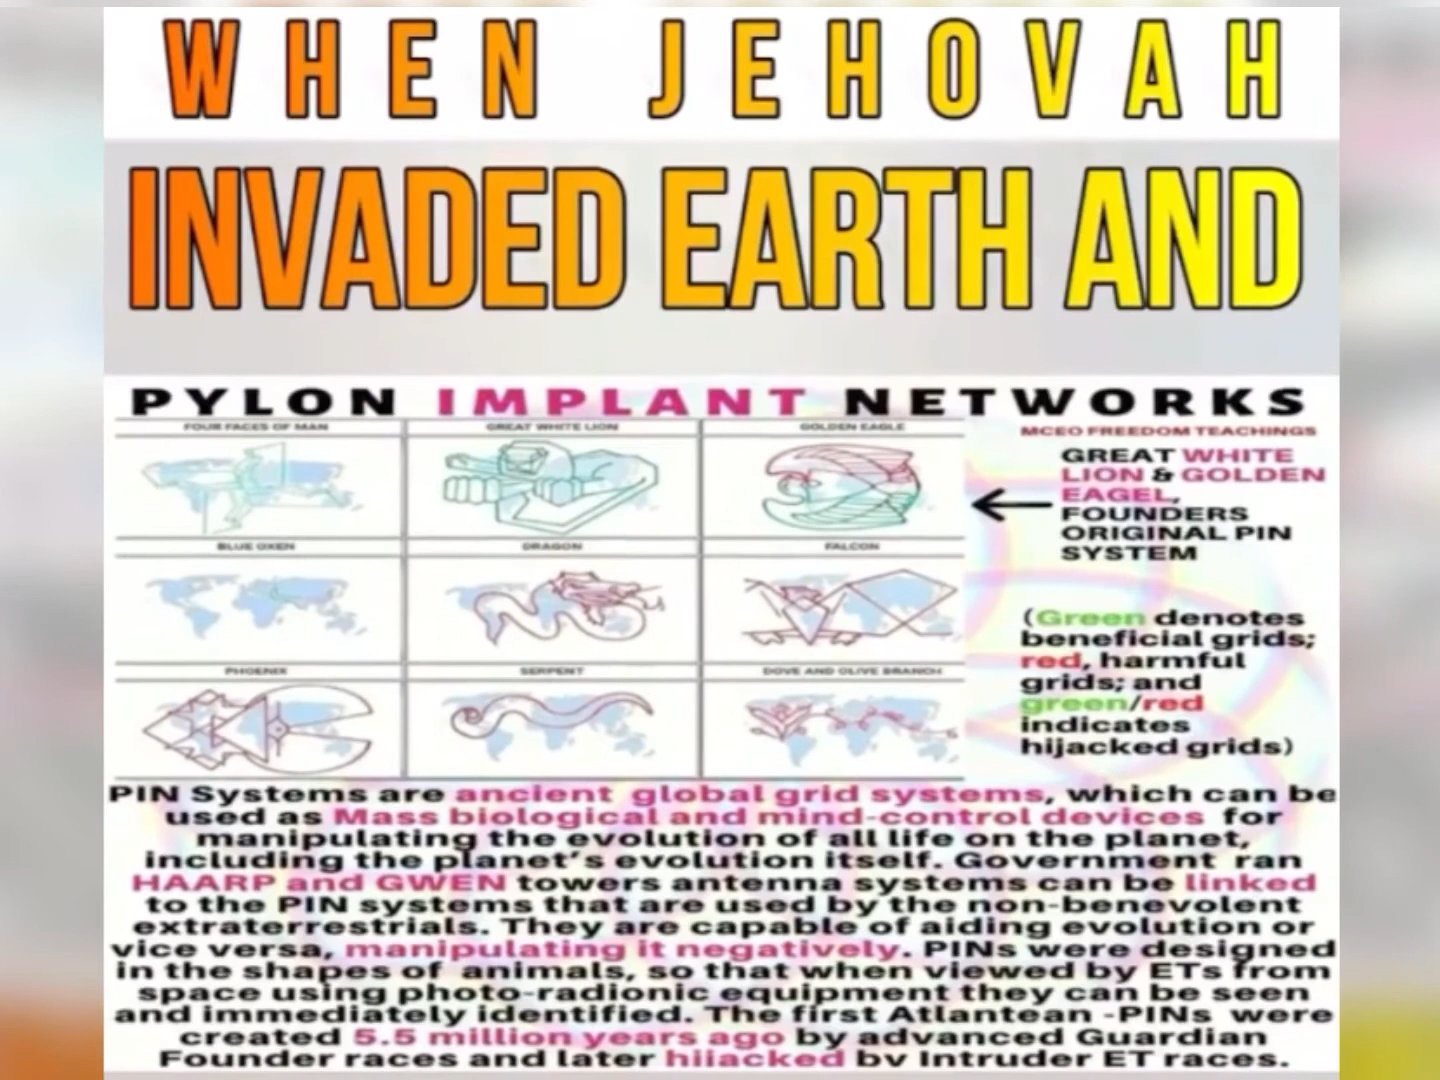 WHEN JEHOVAH
INVADED EARTH AND
PYLON IMPLANT NETWORKS
FOUR FACES OF MAN
GREAT WHITE LION
GOLDEN EAGLE
MCEO FREEDOM TEACHINGS
GREAT WHITE
LION & GOLDEN
EAGEL,
FOUNDERS
ORIGINAL PIN
SYSTEM
BLUE OXEN
DRAGON
FALCON
(Green denotes
beneficial grids;
red, harmful
grids; and
green/red
indicates
hijacked grids)
PHOENIX
SERPENT
DOVE AND OLIVE BRANCH
PIN Systems are ancient global grid systems, which can be
used as Mass biological and mind-control devices for
manipulating the evolution of all life on the planet,
including the planet's evolution itself. Government ran
HAARP and GWEN towers antenna systems can be linked
to the PIN systems that are used by the non-benevolent
extraterrestrials. They are capable of aiding evolution or
vice versa, manipulating it negatively. PINs were designed
in the shapes of animals, so that when viewed by ETs from
space using photo-radionic equipment they can be seen
and immediately identified. The first Atlantean -PINs were
created 5.5 million years ago by advanced Guardian
Founder races and later hijacked by Intruder ET races.